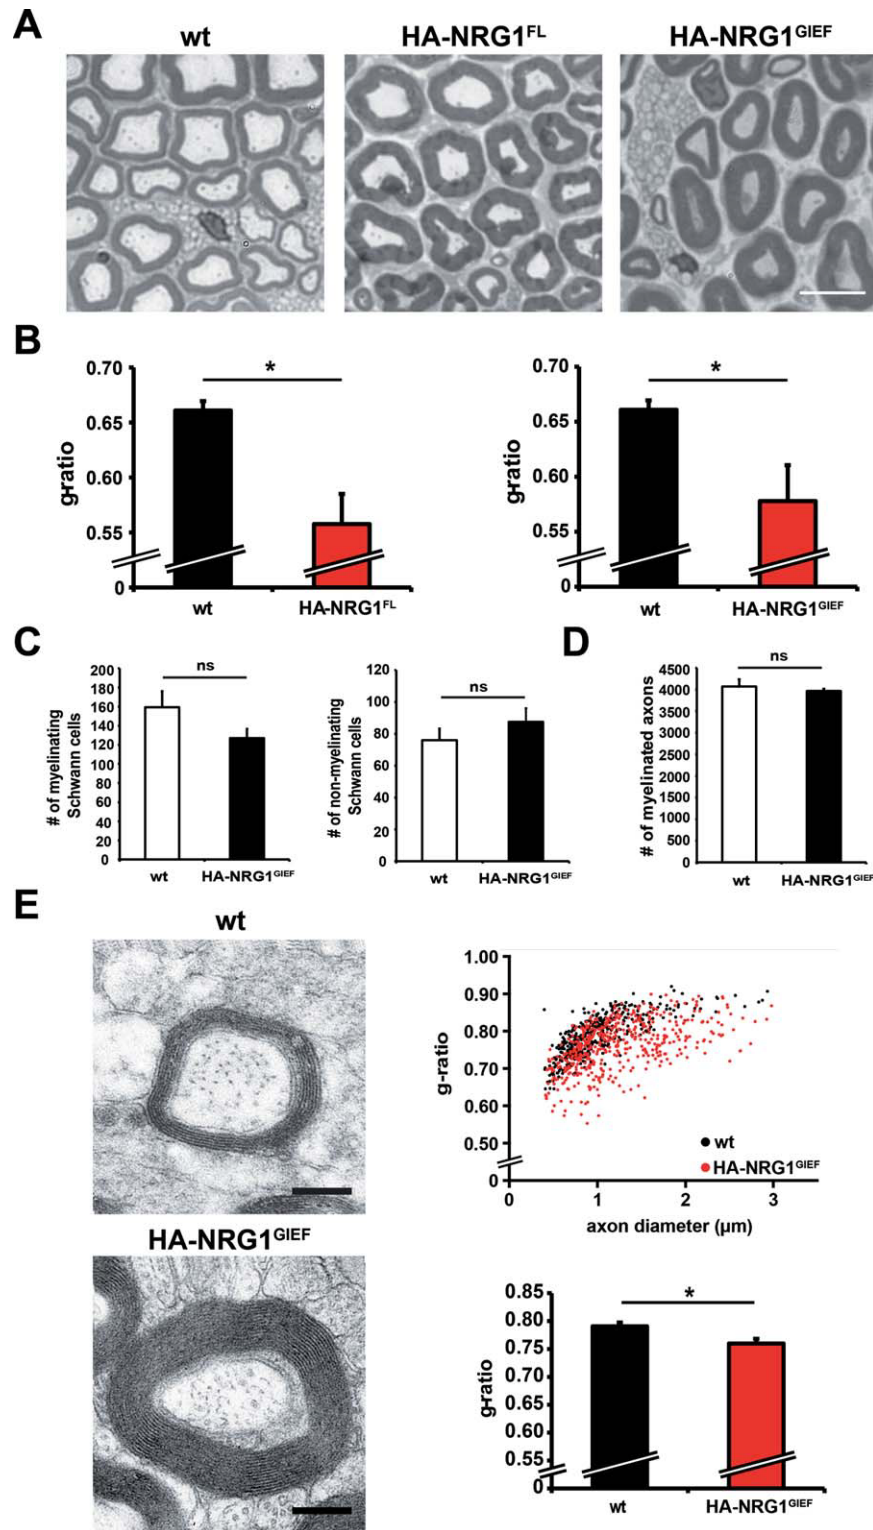 A
wt
HA-NRG1FL
HA-NRG1GIEF
B
0.70
0.65
0.60
0.55
0
g-ratio
*
wt
HA-NRG1FL
0.70
0.65
0.60
0.55
0
g-ratio
*
wt
HA-NRG1GIEF
C
200
180
160
140
120
100
80
60
40
20
0
# of myelinating
Schwann cells
ns
wt
HA-NRG1GIEF
120
100
80
60
40
20
0
# of non-myelinating
Schwann cells
ns
wt
HA-NRG1GIEF
D
4500
4000
3500
3000
2500
2000
1500
1000
500
0
# of myelinated axons
ns
wt
HA-NRG1GIEF
E
wt
HA-NRG1GIEF
1.00
0.90
0.80
0.70
0.60
0.50
0
g-ratio
wt
HA-NRG1GIEF
0
1
2
3
axon diameter (µm)
0.85
0.80
0.75
0.70
0.65
0.60
0.55
0
g-ratio
*
wt
HA-NRG1GIEF